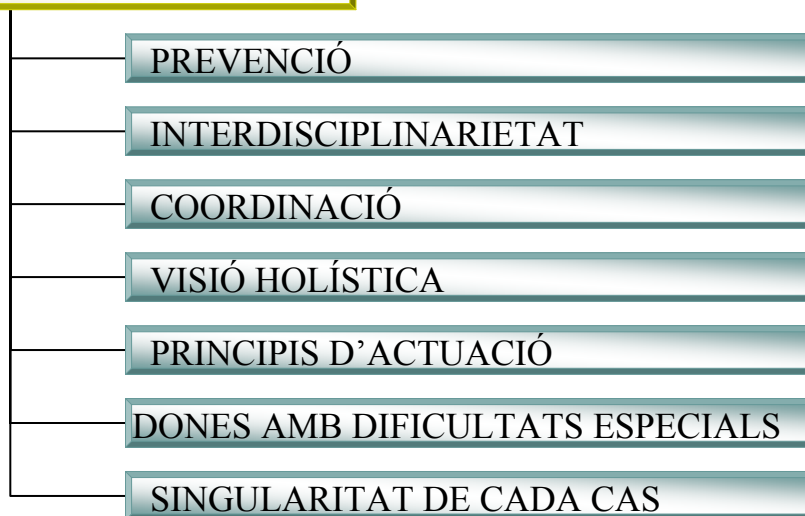 PREVENCIÓ
INTERDISCIPLINARIETAT
COORDINACIÓ
VISIÓ HOLÍSTICA
PRINCIPIS D’ACTUACIÓ
DONES AMB DIFICULTATS ESPECIALS
SINGULARITAT DE CADA CAS